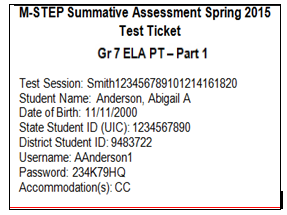 M-STEP Summative Assessment Spring 2015
Test Ticket
Gr 7 ELA PT – Part 1
Test Session: Smith123456789101214161820
Student Name: Anderson, Abigail A
Date of Birth: 11/11/2000
State Student ID (UIC): 1234567890
District Student ID: 9483722
Username: AAnderson1
Password: 234K79HQ
Accommodation(s): CC